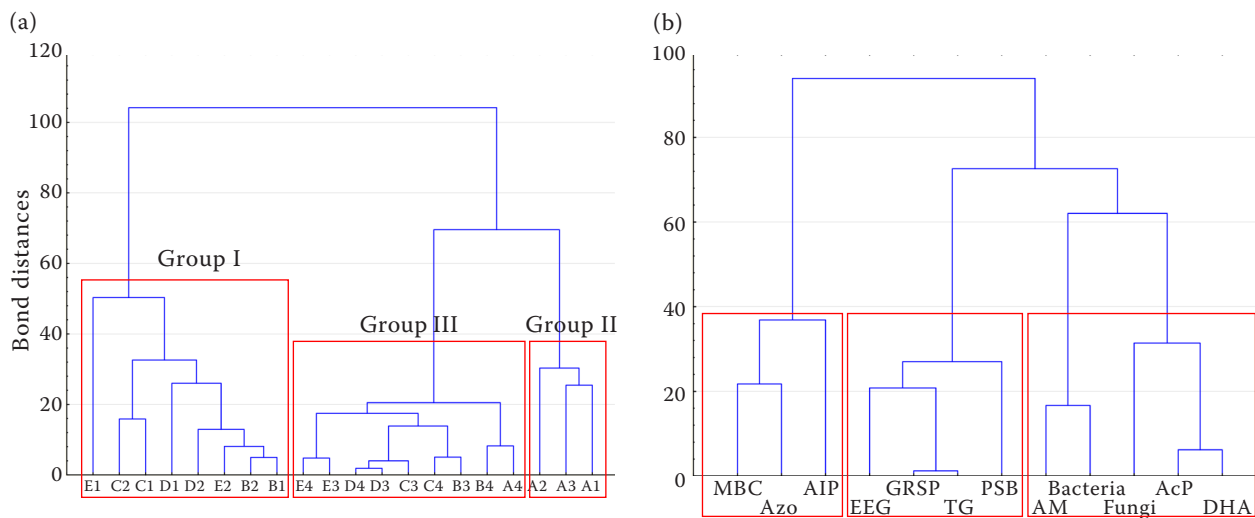 (a)
120
100
80
60
40
20
0
Bond distances
Group I
Group III
Group II
E1 C2 C1 D1 D2 E2 B2 B1 E4 E3 D4 D3 C3 C4 B3 B4 A4 A2 A3 A1
(b)
100
80
60
40
20
0
MBC AIP GRSP PSB Bacteria AcP
Azo EEG TG AM Fungi DHA